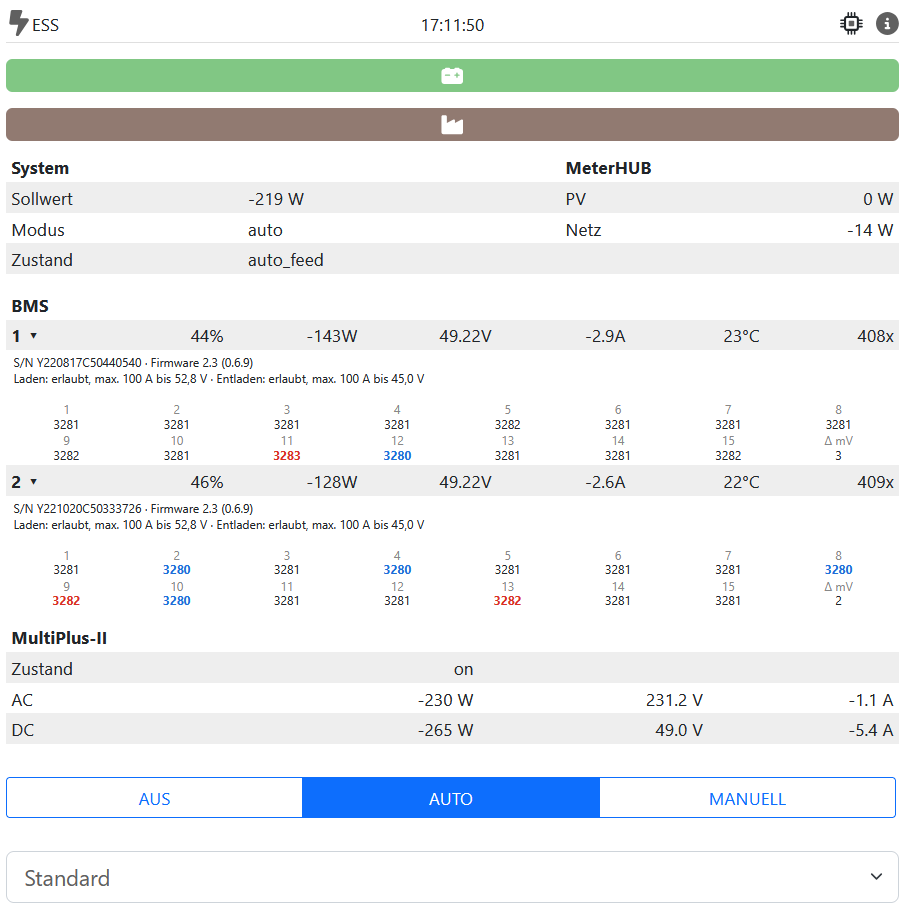 ESS 17:11:50
System MeterHUB
Sollwert -219 W PV 0 W
Modus auto Netz -14 W
Zustand auto_feed
BMS
1 ▼ 44% -143W 49.22V -2.9A 23°C 408x
S/N Y220817C50440540 · Firmware 2.3 (0.6.9)
Laden: erlaubt, max. 100 A bis 52,8 V · Entladen: erlaubt, max. 100 A bis 45,0 V
1 2 3 4 5 6 7 8
3281 3281 3281 3281 3282 3281 3281 3281
9 10 11 12 13 14 15 Δ mV
3282 3281 3283 3280 3281 3281 3282 3
2 ▼ 46% -128W 49.22V -2.6A 22°C 409x
S/N Y221020C50333726 · Firmware 2.3 (0.6.9)
Laden: erlaubt, max. 100 A bis 52,8 V · Entladen: erlaubt, max. 100 A bis 45,0 V
1 2 3 4 5 6 7 8
3281 3280 3281 3280 3281 3281 3281 3280
9 10 11 12 13 14 15 Δ mV
3282 3280 3281 3281 3282 3281 3281 2
MultiPlus-II
Zustand on
AC -230 W 231.2 V -1.1 A
DC -265 W 49.0 V -5.4 A
AUS AUTO MANUELL
Standard